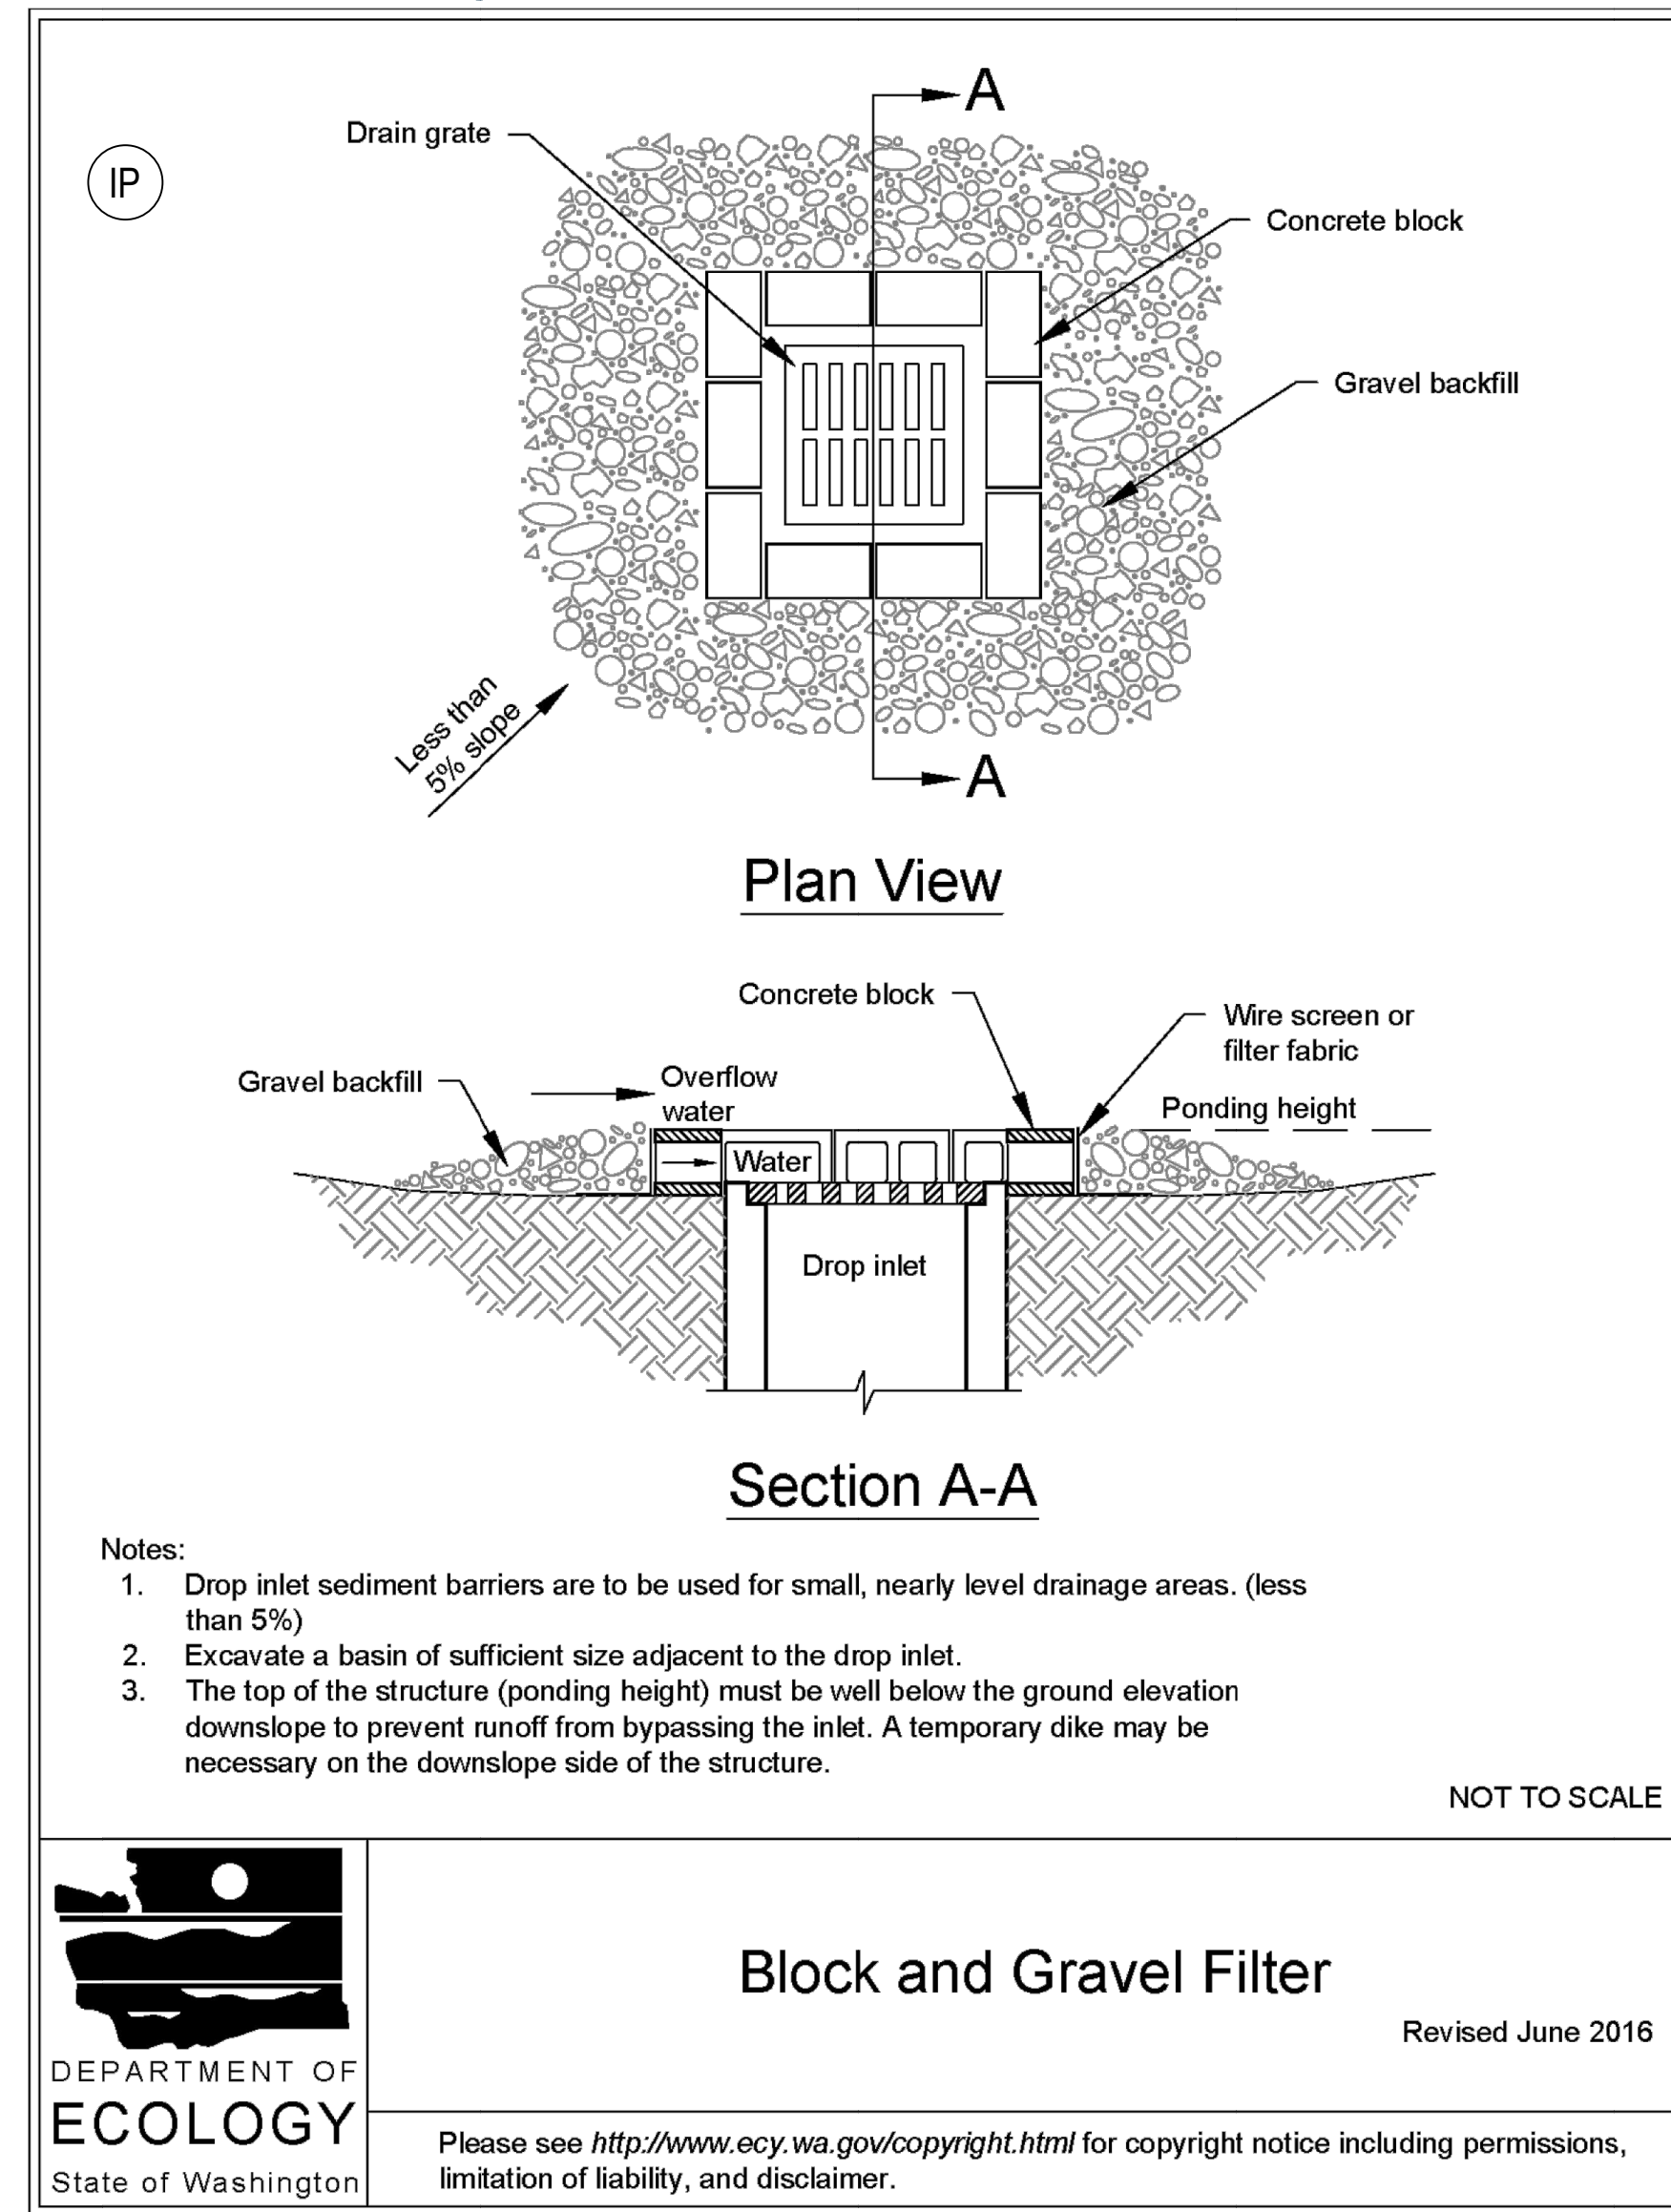 A
Drain grate
IP
Concrete block
Gravel backfill
Less than
5% slope
A
Plan View
Concrete block
Wire screen or
filter fabric
Gravel backfill
Overflow
water
Ponding height
Water
Drop inlet
Section A-A
Notes:
1. Drop inlet sediment barriers are to be used for small, nearly level drainage areas. (less
than 5%)
2. Excavate a basin of sufficient size adjacent to the drop inlet.
3. The top of the structure (ponding height) must be well below the ground elevation
downslope to prevent runoff from bypassing the inlet. A temporary dike may be
necessary on the downslope side of the structure.
NOT TO SCALE
Block and Gravel Filter
Revised June 2016
DEPARTMENT OF
ECOLOGY
State of Washington
Please see http://www.ecy.wa.gov/copyright.html for copyright notice including permissions,
limitation of liability, and disclaimer.